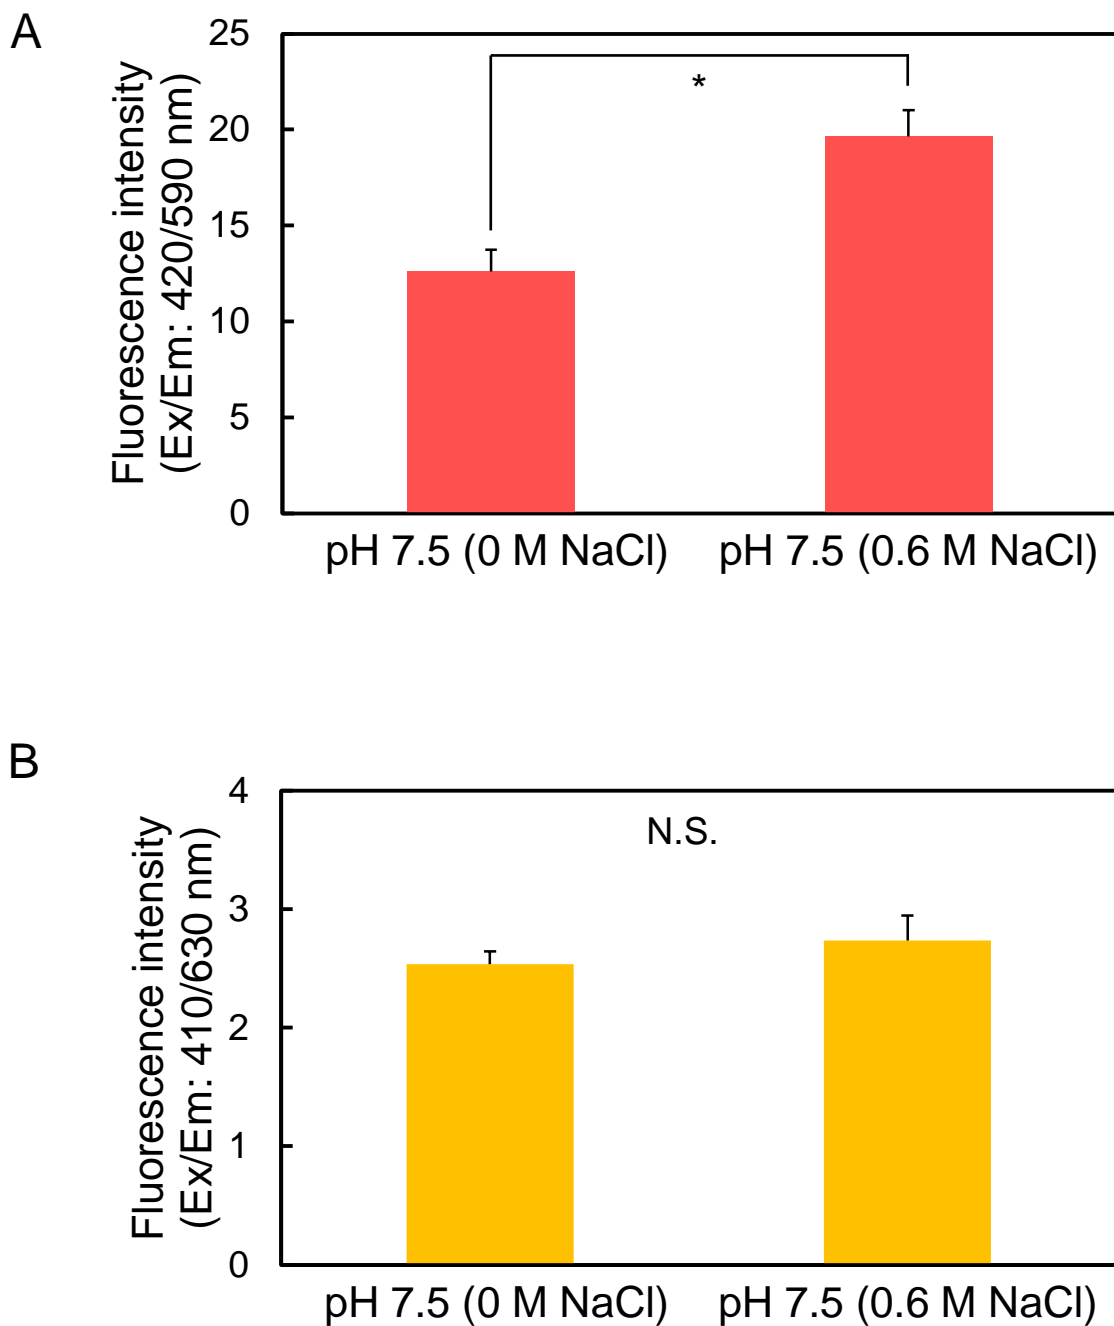 A
Fluorescence intensity
(Ex/Em: 420/590 nm)
25
20
15
10
5
0
*
pH 7.5 (0 M NaCl)
pH 7.5 (0.6 M NaCl)
B
Fluorescence intensity
(Ex/Em: 410/630 nm)
4
3
2
1
0
N.S.
pH 7.5 (0 M NaCl)
pH 7.5 (0.6 M NaCl)